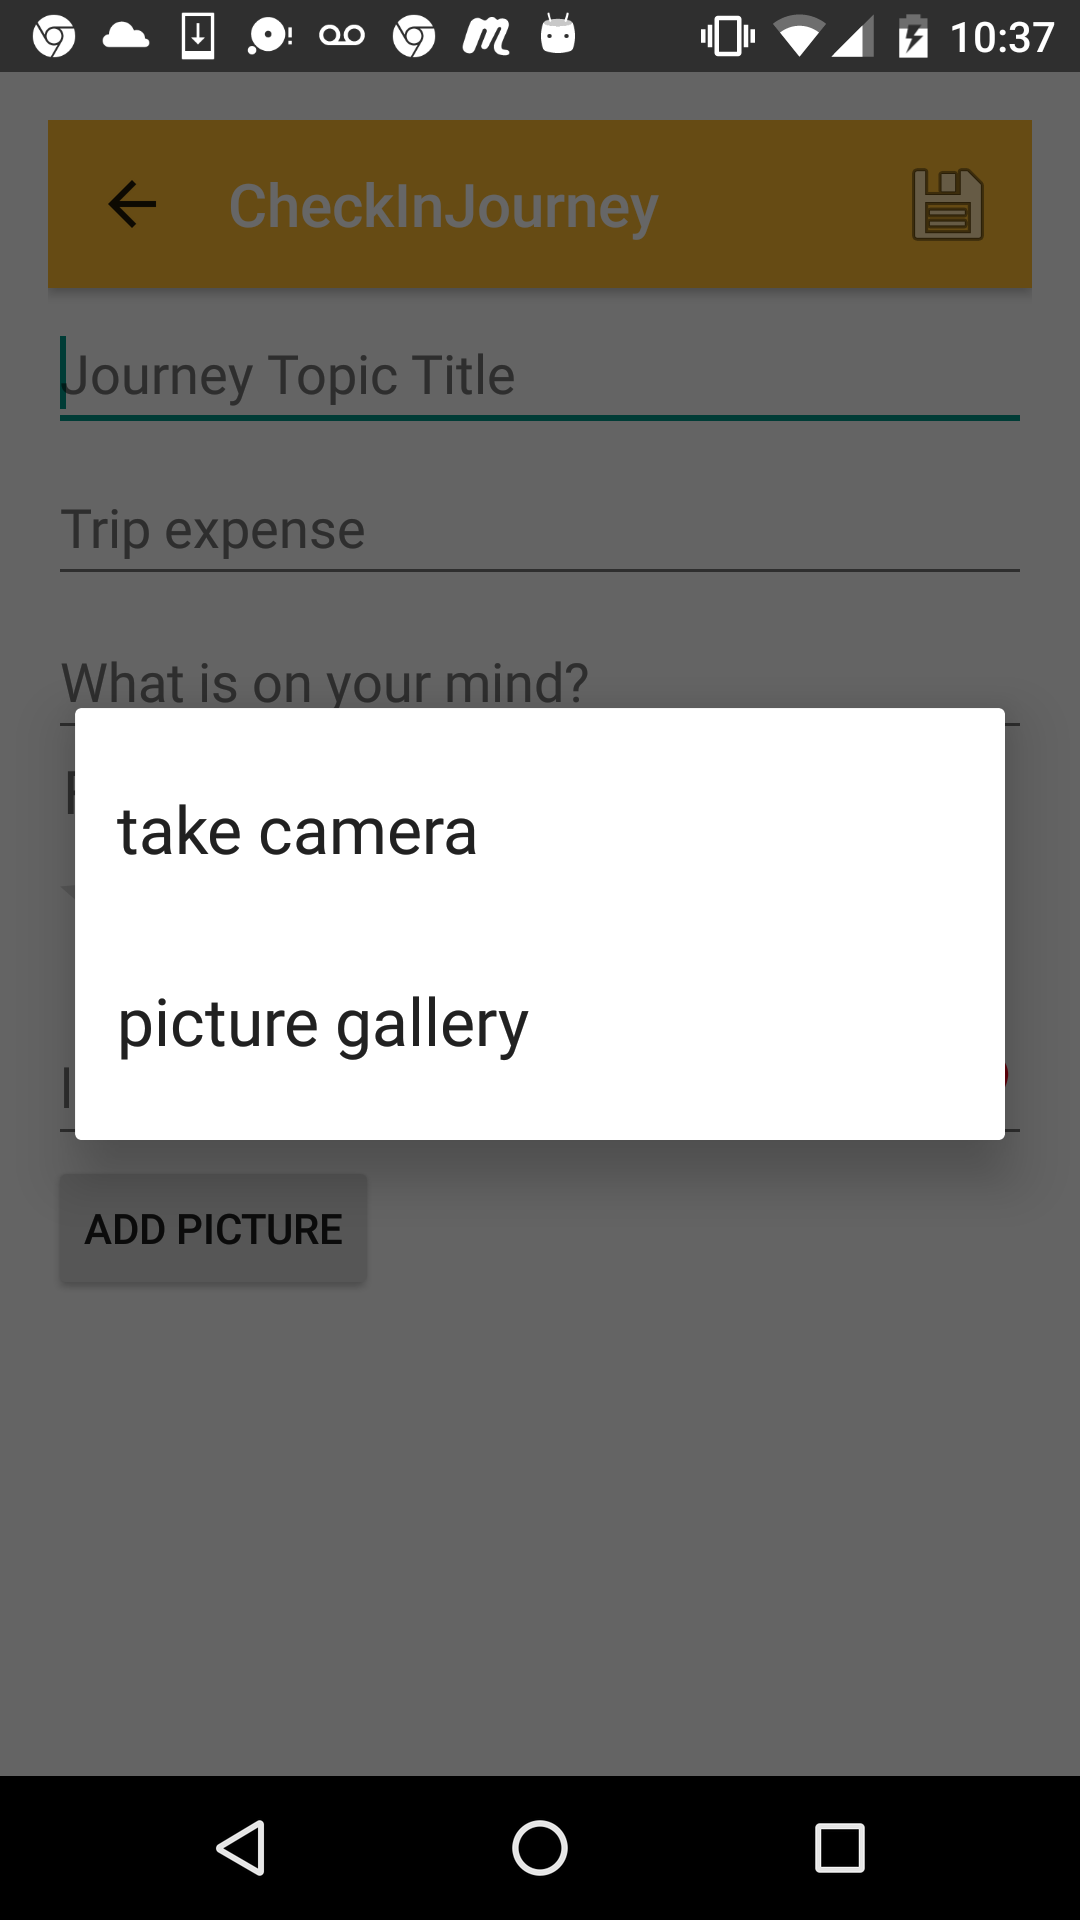 10:37
CheckInJourney
Journey Topic Title
Trip expense
What is on your mind?
take camera
picture gallery
ADD PICTURE